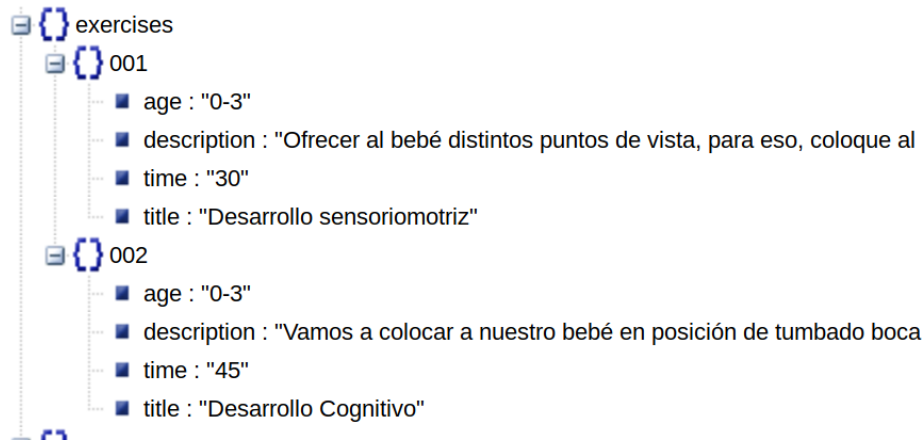 exercises
001
age : "0-3"
description : "Ofrecer al bebé distintos puntos de vista, para eso, coloque al
time : "30"
title : "Desarrollo sensoriomotriz"
002
age : "0-3"
description : "Vamos a colocar a nuestro bebé en posición de tumbado boca
time : "45"
title : "Desarrollo Cognitivo"